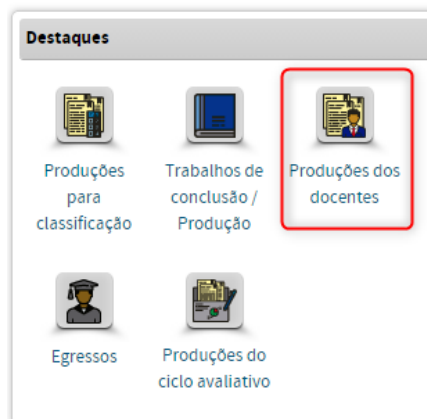 Destaques
Produções
para
classificação
Trabalhos de
conclusão /
Produção
Produções dos
docentes
Egressos
Produções do
ciclo avaliativo